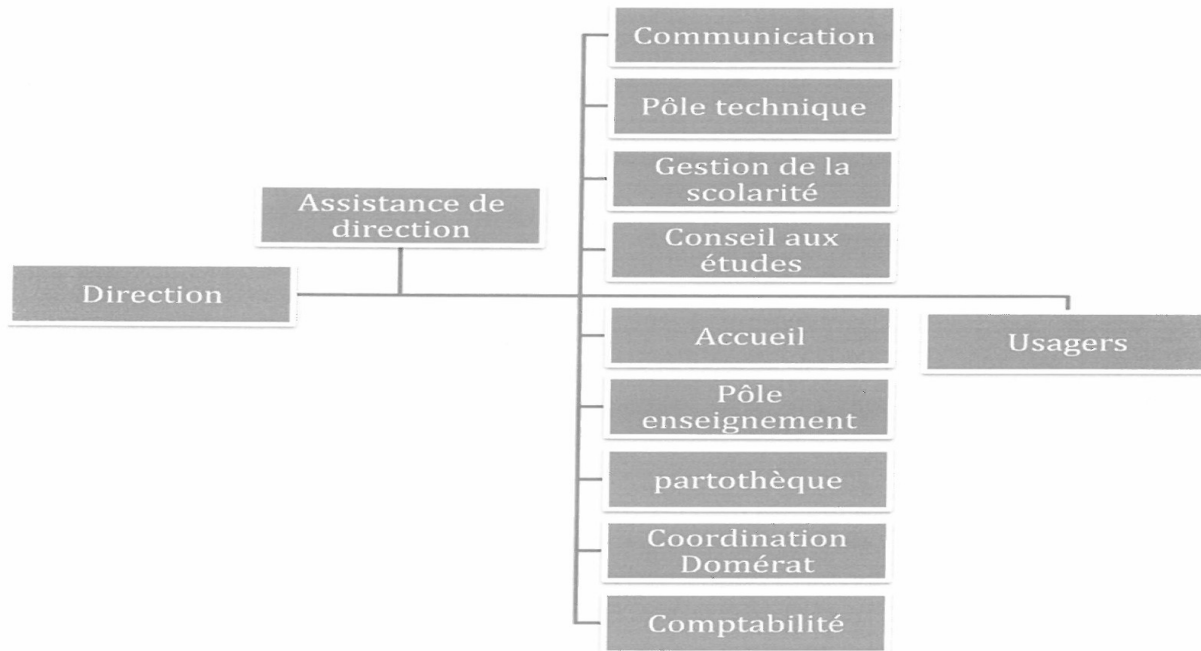 Communication
Pôle technique
Gestion de la
scolarité
Assistance de
direction
Conseil aux
études
Direction
Accueil
Usagers
Pôle
enseignement
partothèque
Coordination
Domérat
Comptabilité